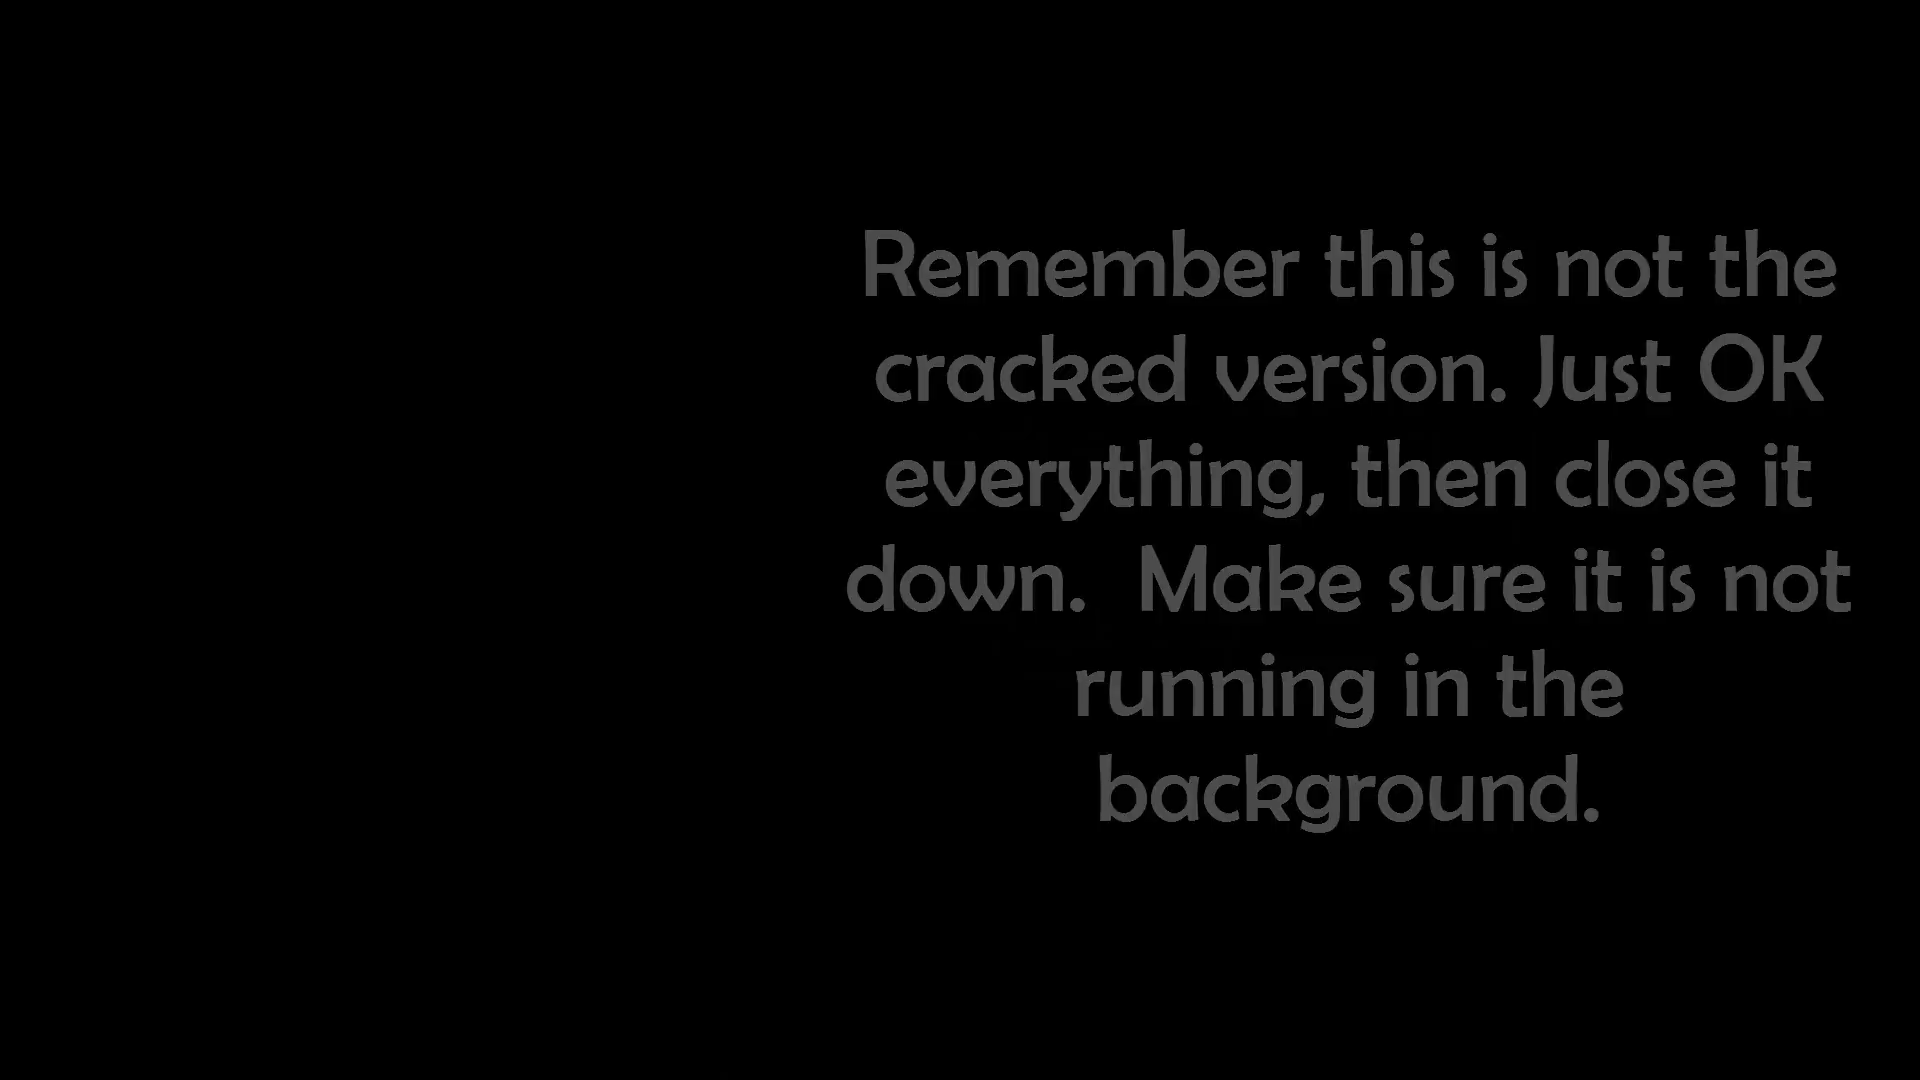 Remember this is not the
cracked version. Just OK
everything, then close it
down.  Make sure it is not
running in the
background.